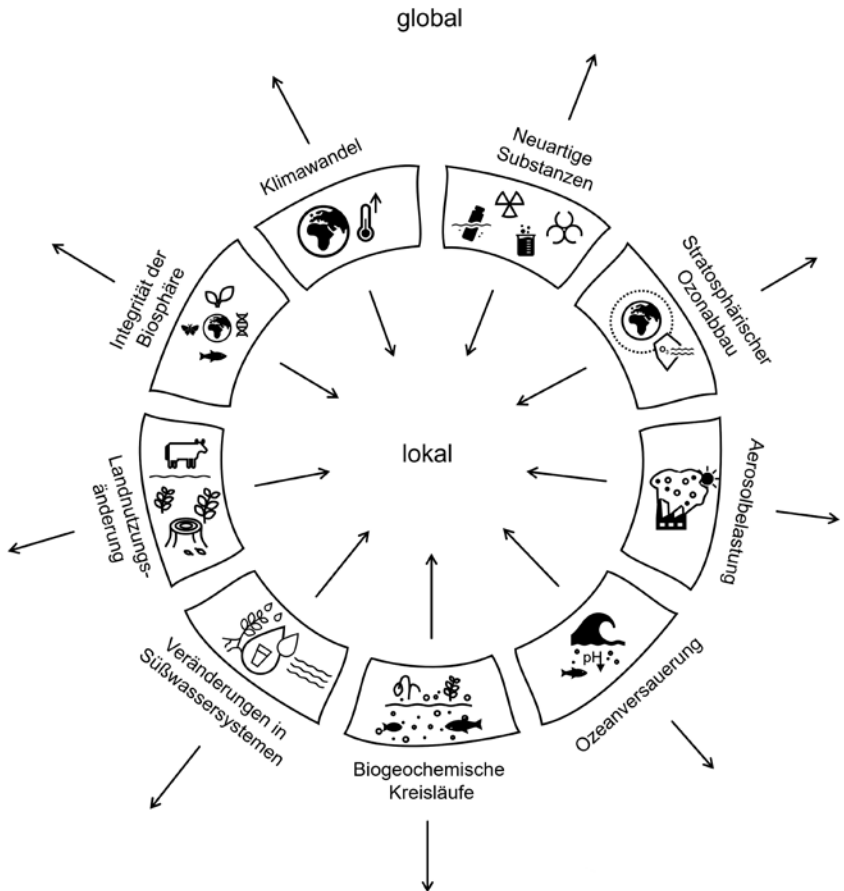 global
Klimawandel
Neuartige
Substanzen
Stratosphärischer
Ozonabbau
Aerosolbelastung
Ozeanversauerung
pH
Biogeochemische
Kreisläufe
Veränderungen in
Süßwassersystemen
Landnutzungs-
änderung
Integrität der
Biosphäre
lokal